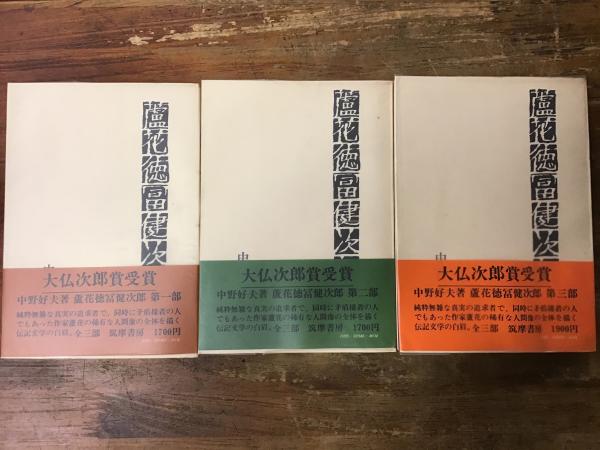 蘆花徳冨健次
中
大仏次郎賞受賞
中野好夫著 蘆花徳冨健次郎 第一部
純粋無雑な真実の追求者で、同時に矛盾撞着の人
でもあった作家蘆花の稀有な人間像の全体を描く
伝記文学の白眉。全三部 筑摩書房 1700円
蘆花徳冨健次
中
大仏次郎賞受賞
中野好夫著 蘆花徳冨健次郎 第二部
純粋無雑な真実の追求者で、同時に矛盾撞着の人
でもあった作家蘆花の稀有な人間像の全体を描く
伝記文学の白眉。全三部 筑摩書房 1700円
蘆花徳冨健次
中
大仏次郎賞受賞
中野好夫著 蘆花徳冨健次郎 第三部
純粋無雑な真実の追求者で、同時に矛盾撞着の人
でもあった作家蘆花の稀有な人間像の全体を描く
伝記文学の白眉。全三部 筑摩書房 1900円